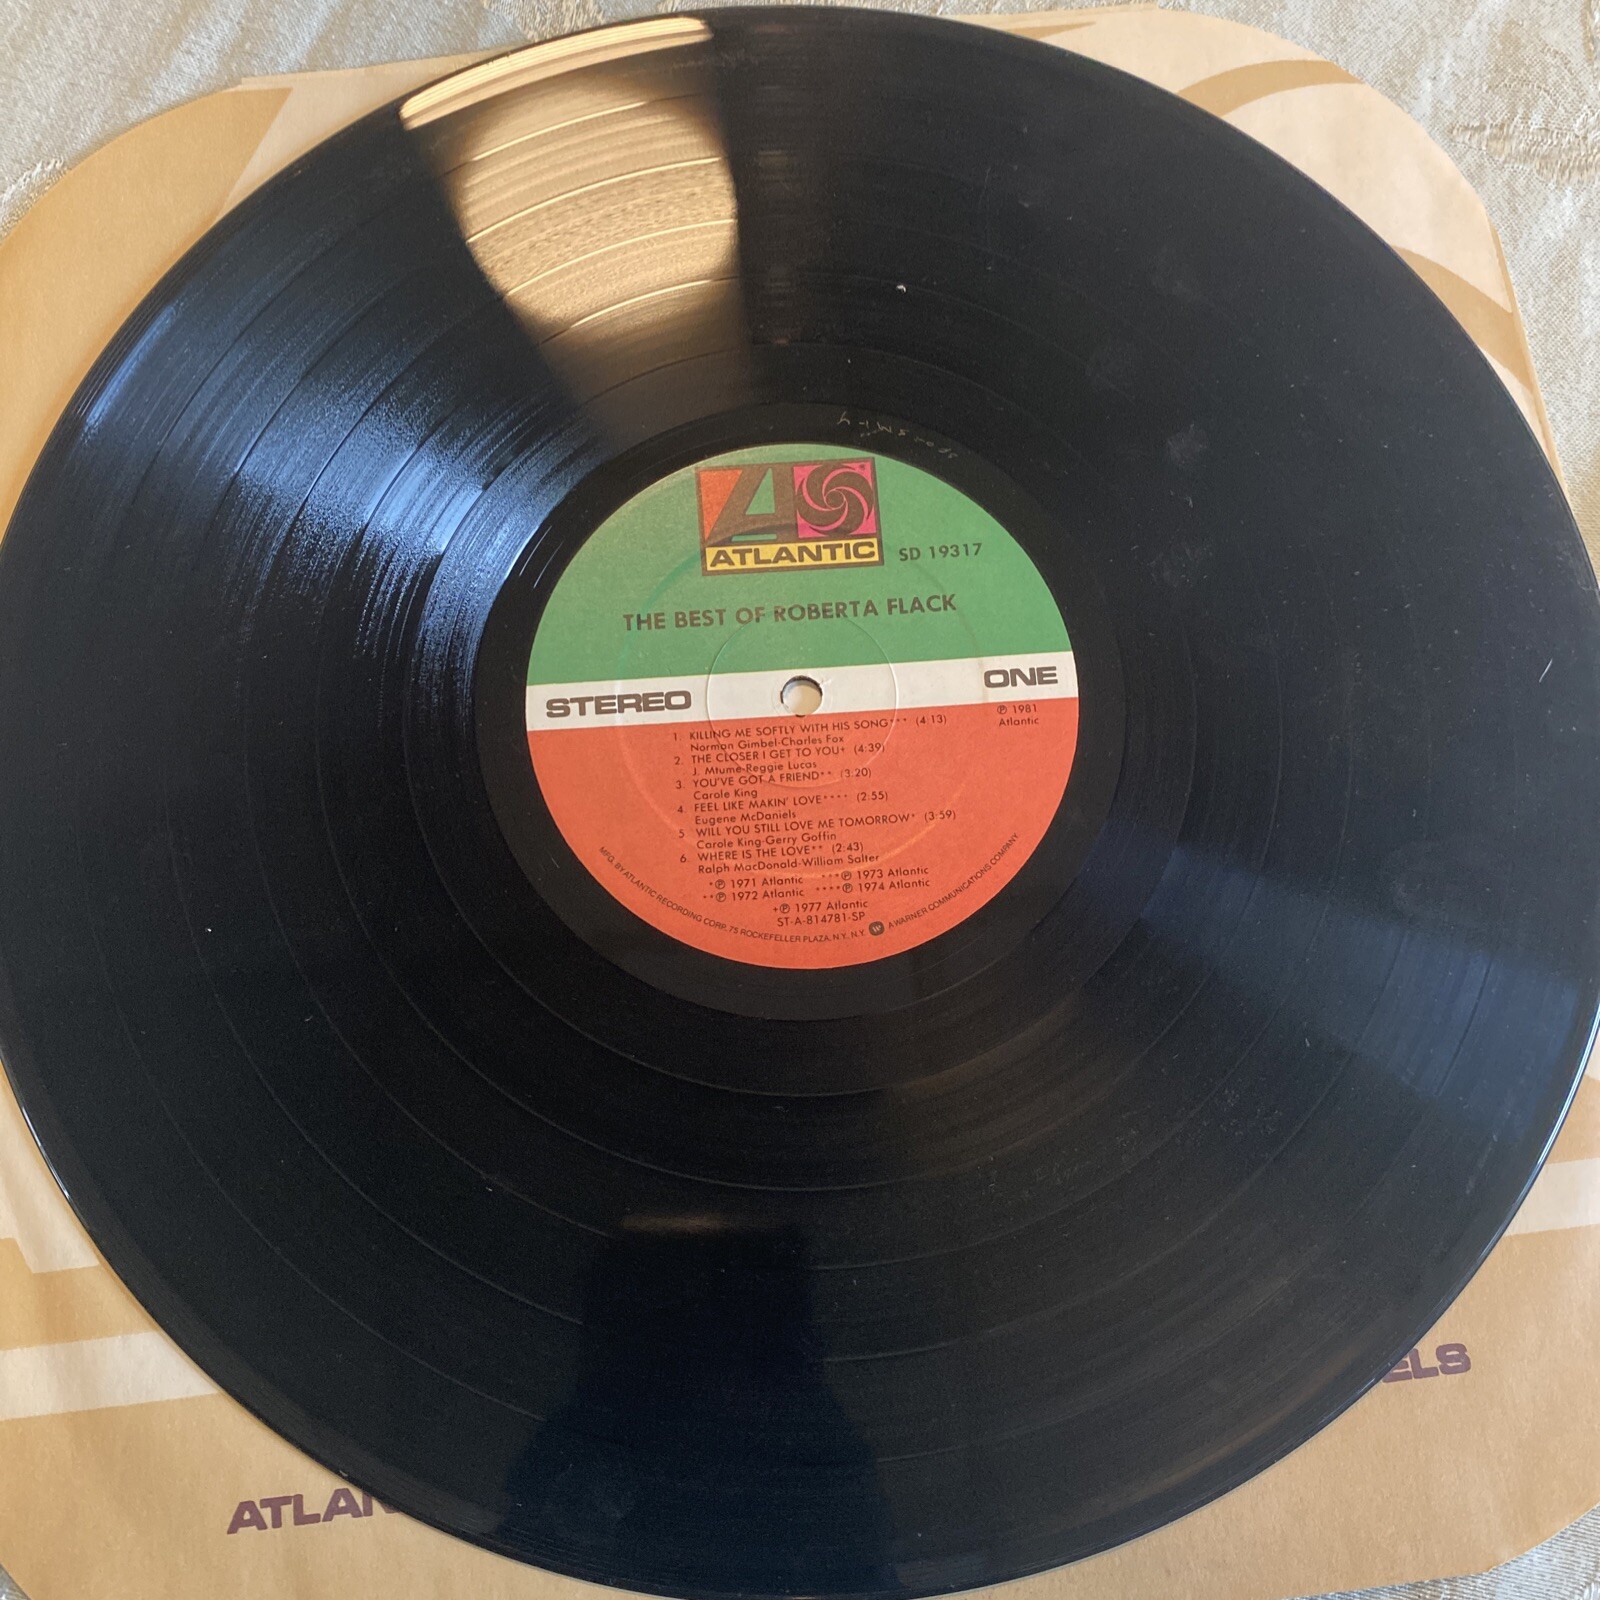 ATLANTIC
SD 19317
THE BEST OF ROBERTA FLACK
STEREO
ONE
℗ 1981
Atlantic
1. KILLING ME SOFTLY WITH HIS SONG*** (4:13)
Norman Gimbel-Charles Fox
2. THE CLOSER I GET TO YOU+ (4:39)
J. Mtume-Reggie Lucas
3. YOU'VE GOT A FRIEND** (3:20)
Carole King
4. FEEL LIKE MAKIN' LOVE**** (2:55)
Eugene McDaniels
5. WILL YOU STILL LOVE ME TOMORROW* (3:59)
Carole King-Gerry Goffin
6. WHERE IS THE LOVE** (2:43)
Ralph MacDonald-William Salter
*℗ 1971 Atlantic ***℗ 1973 Atlantic
**℗ 1972 Atlantic ****℗ 1974 Atlantic
+℗ 1977 Atlantic
ST-A-814781-SP
MFG. BY ATLANTIC RECORDING CORP., 75 ROCKEFELLER PLAZA, N.Y., N.Y. A WARNER COMMUNICATIONS COMPANY
ELS
ATLAN